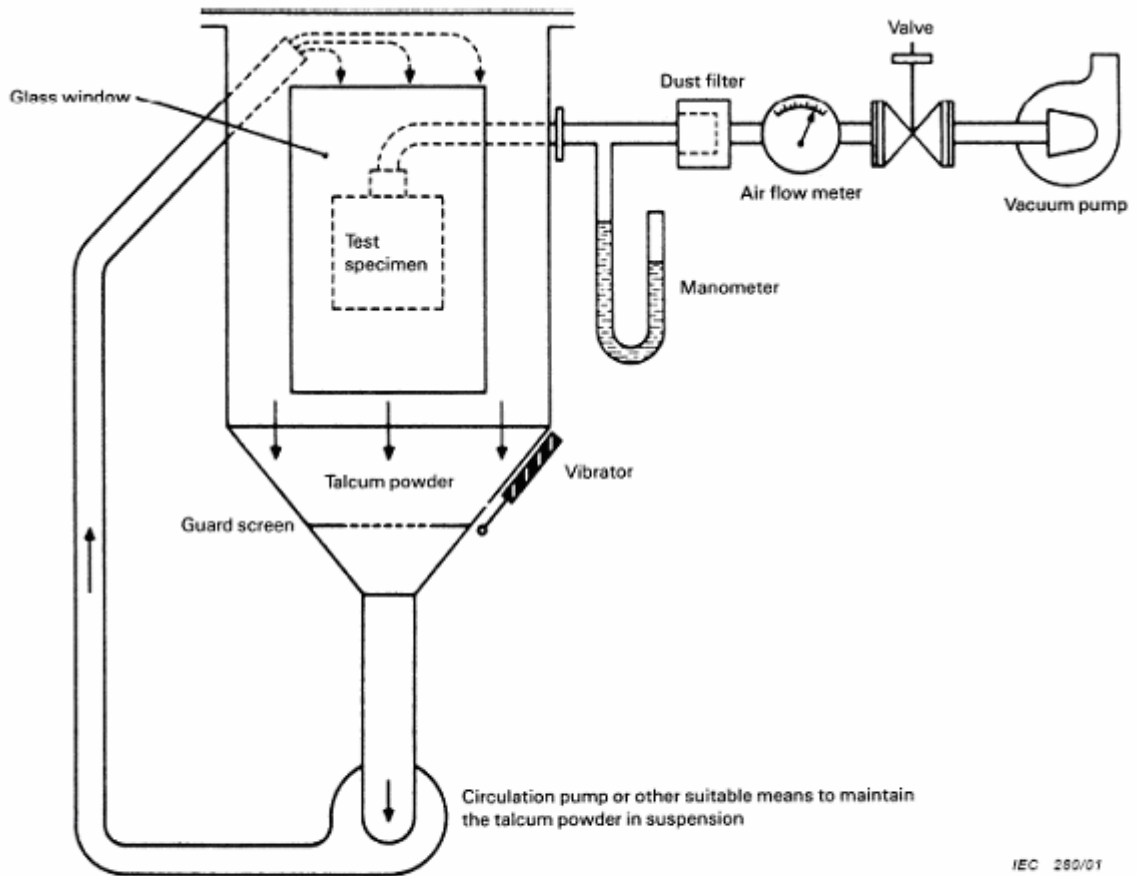 Valve
Dust filter
Glass window
Air flow meter
Vacuum pump
Test
specimen
Manometer
Talcum powder
Vibrator
Guard screen
Circulation pump or other suitable means to maintain
the talcum powder in suspension
IEC 280/01